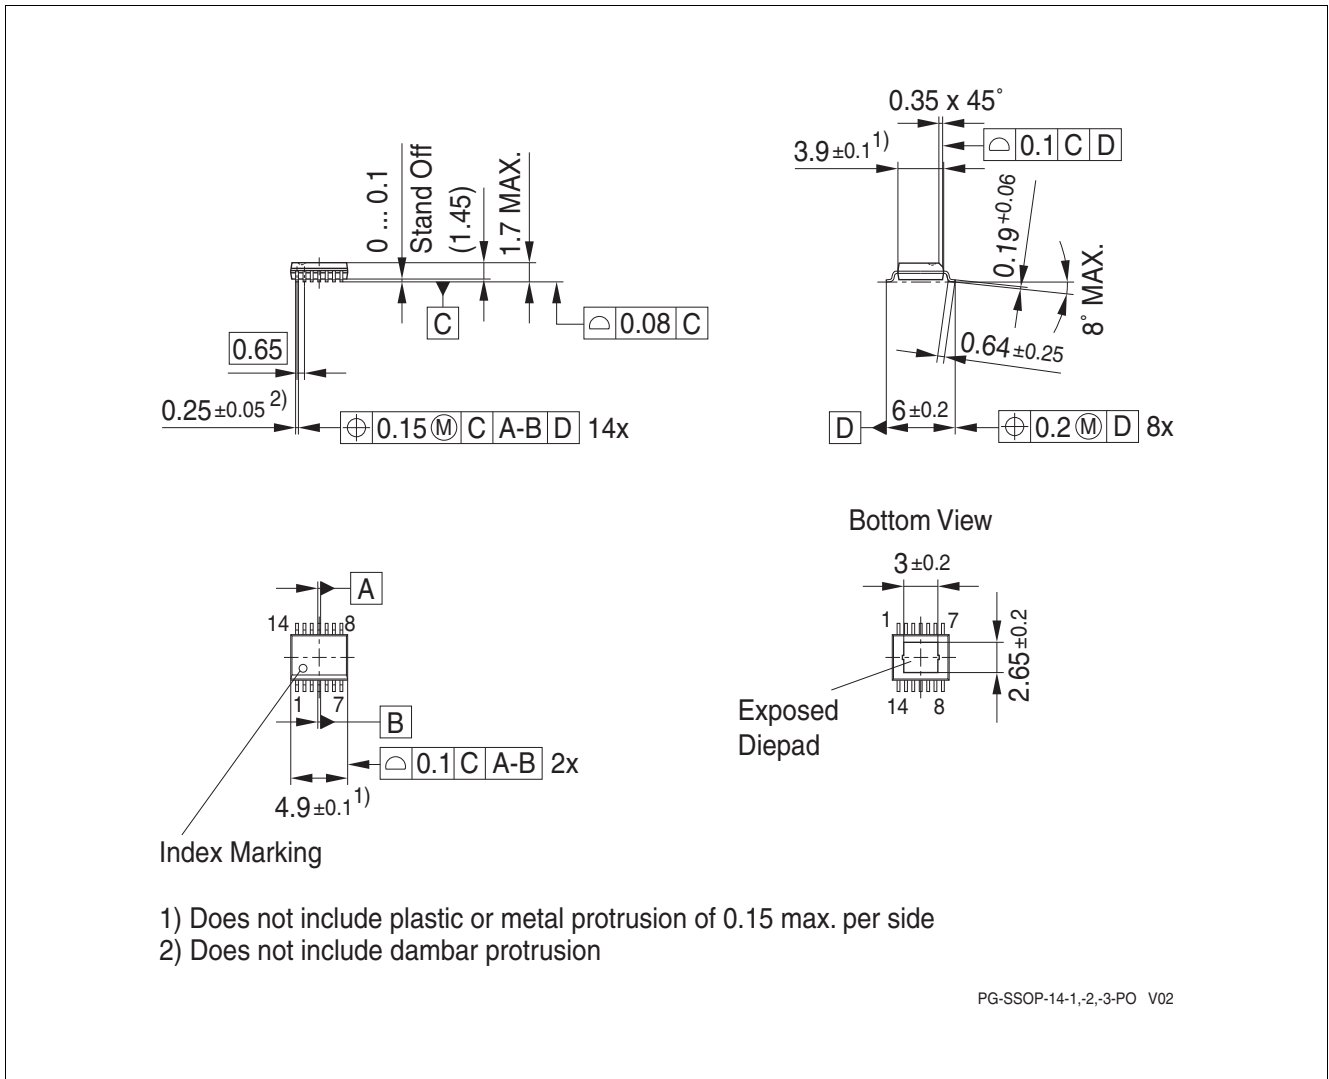 0.35 x 45°
3.9 ±0.1 1)
0.1 C D
0 ... 0.1
Stand Off
(1.45)
1.7 MAX.
0.19 +0.06
8° MAX.
C
0.08 C
0.65
0.64 ±0.25
0.25 ±0.05 2)
0.15 Ⓜ C A-B D 14x
D
6 ±0.2
0.2 Ⓜ D 8x
Bottom View
3 ±0.2
A
14 8
1 7
1 7
2.65 ±0.2
14 8
B
Exposed
Diepad
0.1 C A-B 2x
4.9 ±0.1 1)
Index Marking
1) Does not include plastic or metal protrusion of 0.15 max. per side
2) Does not include dambar protrusion
PG-SSOP-14-1,-2,-3-PO V02